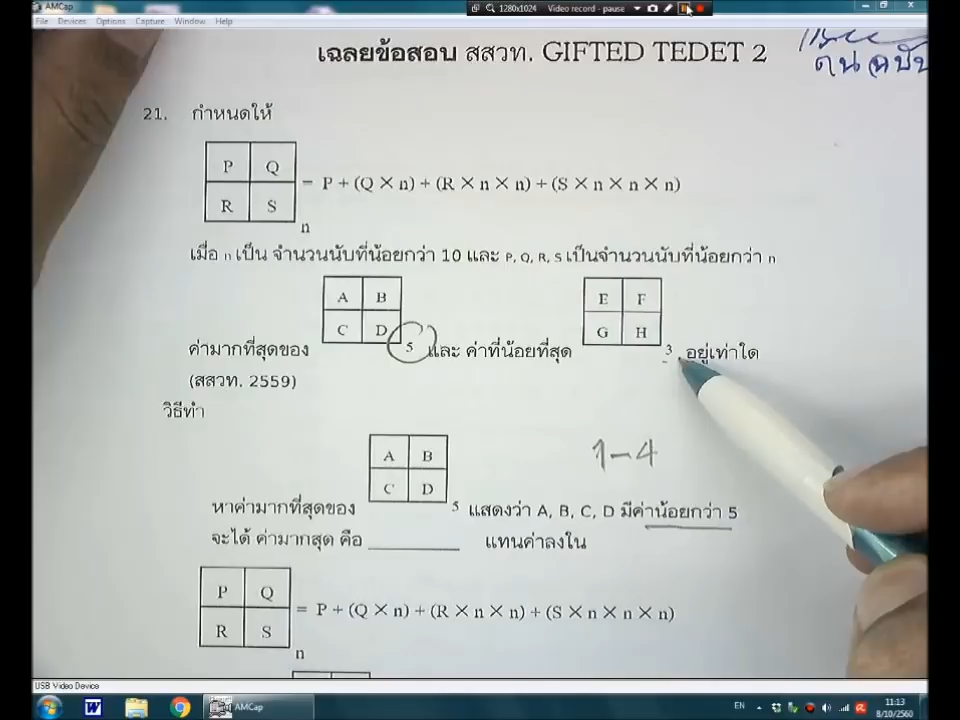 AMCap
1280x1024 Video record - pause
File Devices Options Capture Window Help
เฉลยข้อสอบ สสวท. GIFTED TEDET 2
ต้นฉบับ
21. กำหนดให้
P Q
= P + (Q × n) + (R × n × n) + (S × n × n × n)
R S
n
เมื่อ n เป็น จำนวนนับที่น้อยกว่า 10 และ P, Q, R, S เป็นจำนวนนับที่น้อยกว่า n
A B E F
C D G H
ค่ามากที่สุดของ 5 และ ค่าที่น้อยที่สุด 3 อยู่เท่าใด
(สสวท. 2559)
วิธีทำ
A B 1-4
C D
หาค่ามากที่สุดของ 5 แสดงว่า A, B, C, D มีค่าน้อยกว่า 5
จะได้ ค่ามากสุด คือ __________ แทนค่าลงใน
P Q
= P + (Q × n) + (R × n × n) + (S × n × n × n)
R S
n
USB Video Device
AMCap
EN
11:13
8/10/2560